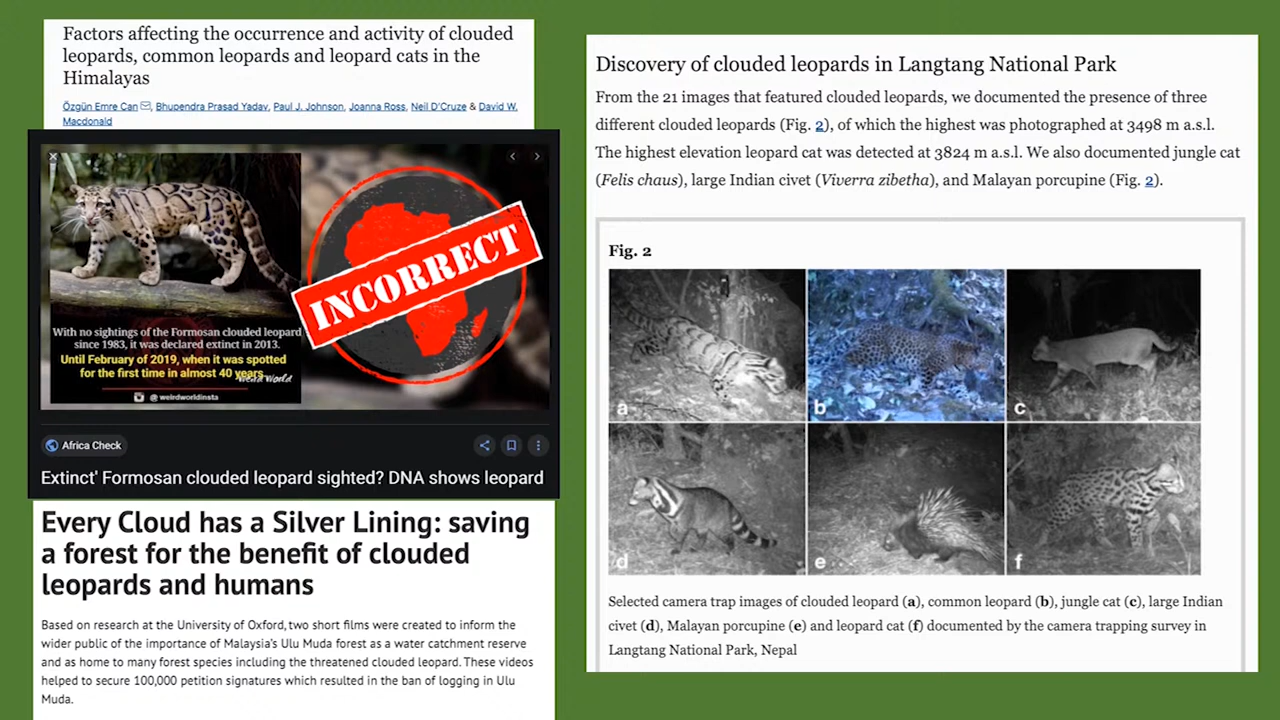 Factors affecting the occurrence and activity of clouded
leopards, common leopards and leopard cats in the
Himalayas
Özgün Emre Can, Bhupendra Prasad Yadav, Paul J. Johnson, Joanna Ross, Neil D'Cruze & David W.
Macdonald
With no sightings of the Formosan clouded leopard
since 1983, it was declared extinct in 2013.
Until February of 2019, when it was spotted
for the first time in almost 40 years.
Weird World
@weirdworldinsta
INCORRECT
Africa Check
Extinct' Formosan clouded leopard sighted? DNA shows leopard
Every Cloud has a Silver Lining: saving
a forest for the benefit of clouded
leopards and humans
Based on research at the University of Oxford, two short films were created to inform the
wider public of the importance of Malaysia's Ulu Muda forest as a water catchment reserve
and as home to many forest species including the threatened clouded leopard. These videos
helped to secure 100,000 petition signatures which resulted in the ban of logging in Ulu
Muda.
Discovery of clouded leopards in Langtang National Park
From the 21 images that featured clouded leopards, we documented the presence of three
different clouded leopards (Fig. 2), of which the highest was photographed at 3498 m a.s.l.
The highest elevation leopard cat was detected at 3824 m a.s.l. We also documented jungle cat
(Felis chaus), large Indian civet (Viverra zibetha), and Malayan porcupine (Fig. 2).
Fig. 2
a
b
c
d
e
f
Selected camera trap images of clouded leopard (a), common leopard (b), jungle cat (c), large Indian
civet (d), Malayan porcupine (e) and leopard cat (f) documented by the camera trapping survey in
Langtang National Park, Nepal